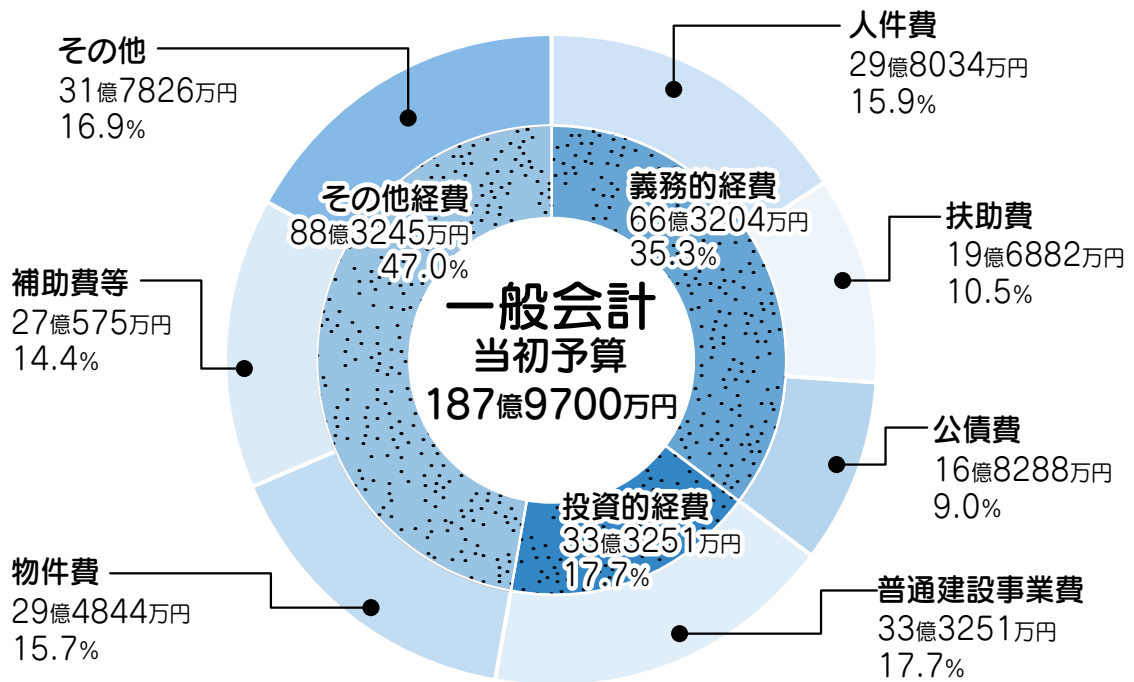 人件費
29億8034万円
15.9%
扶助費
19億6882万円
10.5%
公債費
16億8288万円
9.0%
普通建設事業費
33億3251万円
17.7%
物件費
29億4844万円
15.7%
補助費等
27億575万円
14.4%
その他
31億7826万円
16.9%
義務的経費
66億3204万円
35.3%
投資的経費
33億3251万円
17.7%
その他経費
88億3245万円
47.0%
一般会計
当初予算
187億9700万円